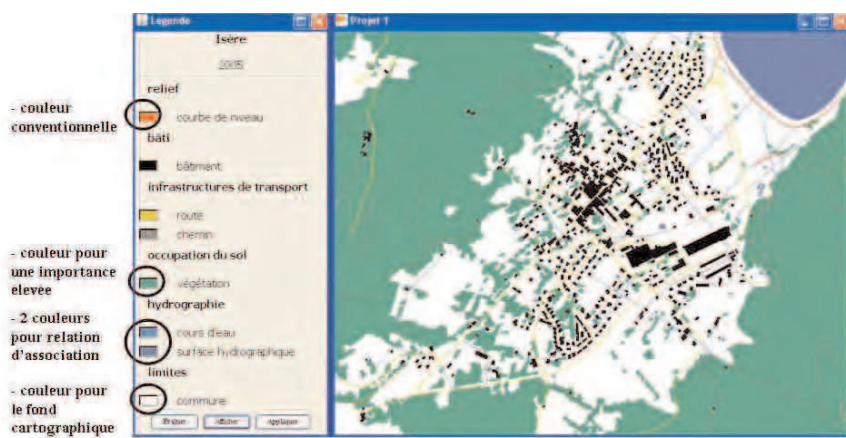 Légende
Projet 1
Isère
2005
relief
- couleur
conventionnelle
courbe de niveau
bâti
bâtiment
infrastructures de transport
route
chemin
occupation du sol
- couleur pour
une importance
elevée
végétation
hydrographie
- 2 couleurs
pour relation
d'association
cours d'eau
surface hydrographique
limites
- couleur pour
le fond
cartographique
commune
Afficher
Appliquer